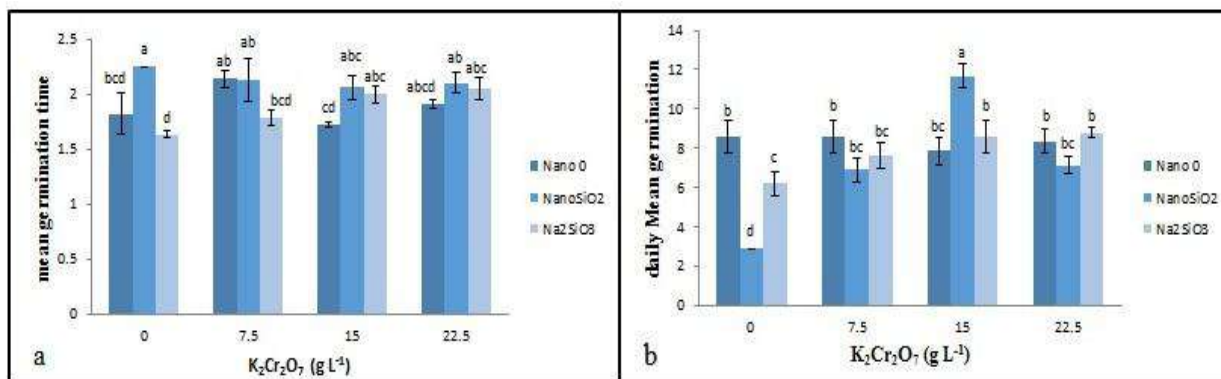 mean germination time
2.5
2
1.5
1
0.5
0
bcd
a
d
ab
ab
bcd
cd
abc
abc
abcd
ab
abc
0
7.5
15
22.5
K₂Cr₂O₇ (g L⁻¹)
Nano 0
NanoSiO2
Na2SiO3
a
daily Mean germination
14
12
10
8
6
4
2
0
b
d
c
b
bc
bc
bc
a
b
b
bc
b
0
7.5
15
22.5
K₂Cr₂O₇ (g L⁻¹)
Nano 0
NanoSiO2
Na2SiO3
b